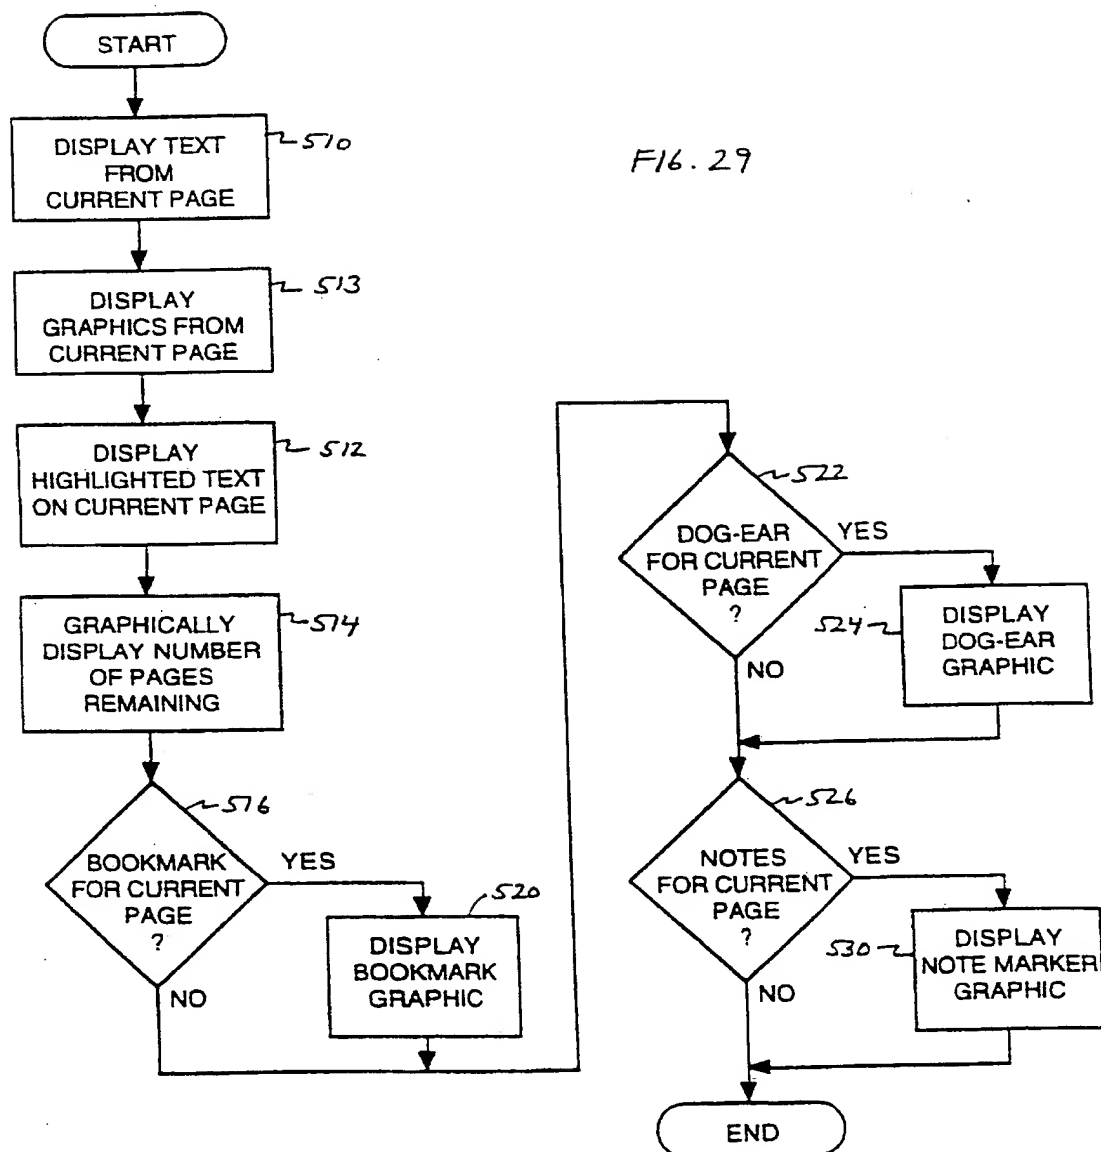 START
DISPLAY TEXT
FROM
CURRENT PAGE
510
FIG. 29
DISPLAY
GRAPHICS FROM
CURRENT PAGE
513
DISPLAY
HIGHLIGHTED TEXT
ON CURRENT PAGE
512
GRAPHICALLY
DISPLAY NUMBER
OF PAGES
REMAINING
514
516
BOOKMARK
FOR CURRENT
PAGE
?
YES
NO
520
DISPLAY
BOOKMARK
GRAPHIC
522
DOG-EAR
FOR CURRENT
PAGE
?
YES
NO
524
DISPLAY
DOG-EAR
GRAPHIC
526
NOTES
FOR CURRENT
PAGE
?
YES
NO
530
DISPLAY
NOTE MARKER
GRAPHIC
END